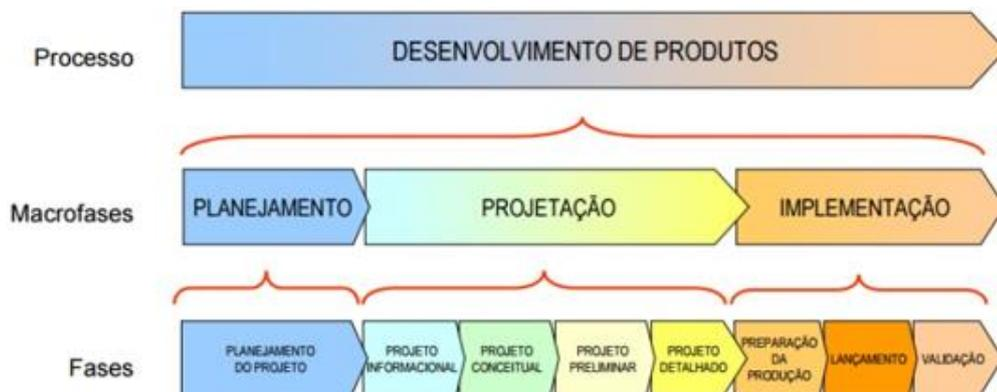 Processo
DESENVOLVIMENTO DE PRODUTOS
Macrofases
PLANEJAMENTO
PROJETAÇÃO
IMPLEMENTAÇÃO
Fases
PLANEJAMENTO
DO PROJETO
PROJETO
INFORMACIONAL
PROJETO
CONCEITUAL
PROJETO
PRELIMINAR
PROJETO
DETALHADO
PREPARAÇÃO
DA
PRODUÇÃO
LANÇAMENTO
VALIDAÇÃO